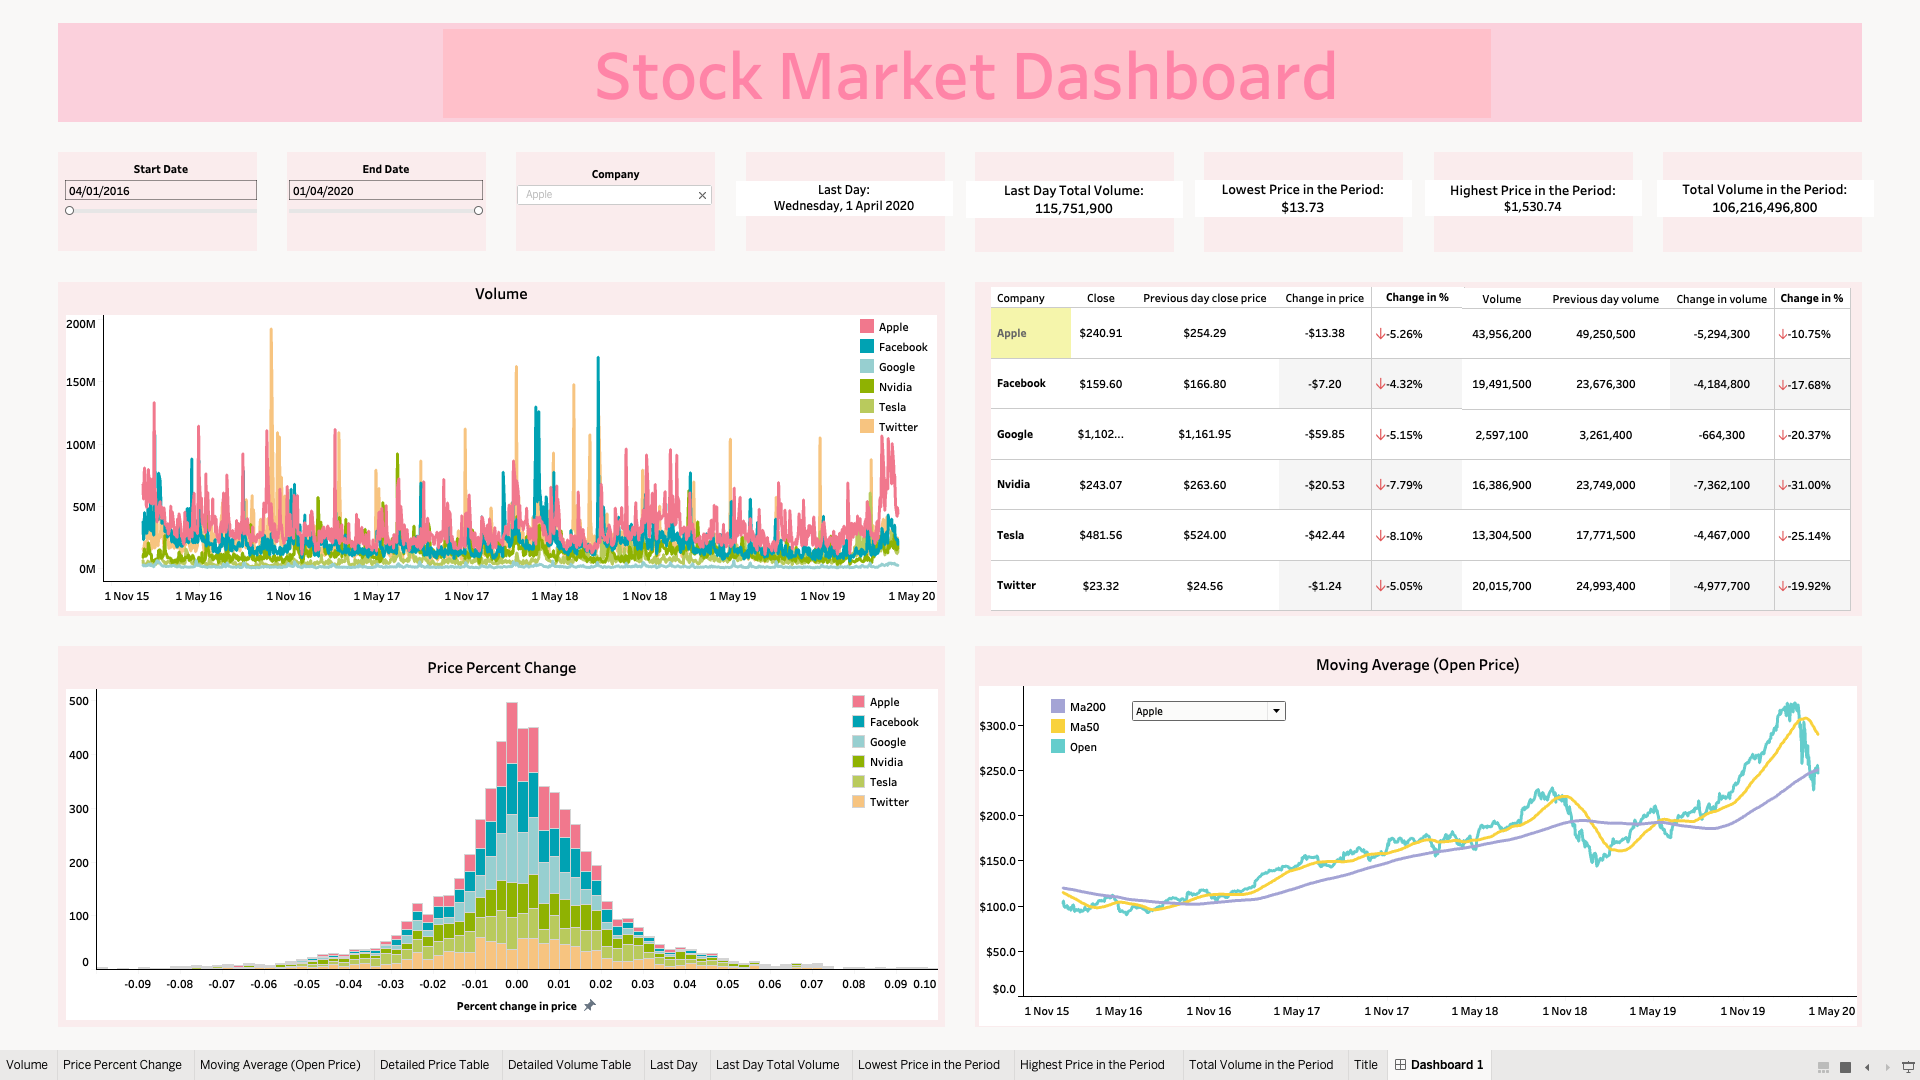 Stock Market Dashboard
Start Date
04/01/2016
End Date
01/04/2020
Company
Apple
Last Day:
Wednesday, 1 April 2020
Last Day Total Volume:
115,751,900
Lowest Price in the Period:
$13.73
Highest Price in the Period:
$1,530.74
Total Volume in the Period:
106,216,496,800
Volume
200M
150M
100M
50M
0M
1 Nov 15 1 May 16 1 Nov 16 1 May 17 1 Nov 17 1 May 18 1 Nov 18 1 May 19 1 Nov 19 1 May 20
Apple
Facebook
Google
Nvidia
Tesla
Twitter
Company Close Previous day close price Change in price Change in % Volume Previous day volume Change in volume Change in %
Apple $240.91 $254.29 -$13.38 ↓-5.26% 43,956,200 49,250,500 -5,294,300 ↓-10.75%
Facebook $159.60 $166.80 -$7.20 ↓-4.32% 19,491,500 23,676,300 -4,184,800 ↓-17.68%
Google $1,102... $1,161.95 -$59.85 ↓-5.15% 2,597,100 3,261,400 -664,300 ↓-20.37%
Nvidia $243.07 $263.60 -$20.53 ↓-7.79% 16,386,900 23,749,000 -7,362,100 ↓-31.00%
Tesla $481.56 $524.00 -$42.44 ↓-8.10% 13,304,500 17,771,500 -4,467,000 ↓-25.14%
Twitter $23.32 $24.56 -$1.24 ↓-5.05% 20,015,700 24,993,400 -4,977,700 ↓-19.92%
Price Percent Change
500
400
300
200
100
0
-0.09 -0.08 -0.07 -0.06 -0.05 -0.04 -0.03 -0.02 -0.01 0.00 0.01 0.02 0.03 0.04 0.05 0.06 0.07 0.08 0.09 0.10
Percent change in price
Apple
Facebook
Google
Nvidia
Tesla
Twitter
Moving Average (Open Price)
Ma200
Ma50
Open
Apple
$300.0
$250.0
$200.0
$150.0
$100.0
$50.0
$0.0
1 Nov 15 1 May 16 1 Nov 16 1 May 17 1 Nov 17 1 May 18 1 Nov 18 1 May 19 1 Nov 19 1 May 20
Volume Price Percent Change Moving Average (Open Price) Detailed Price Table Detailed Volume Table Last Day Last Day Total Volume Lowest Price in the Period Highest Price in the Period Total Volume in the Period Title Dashboard 1